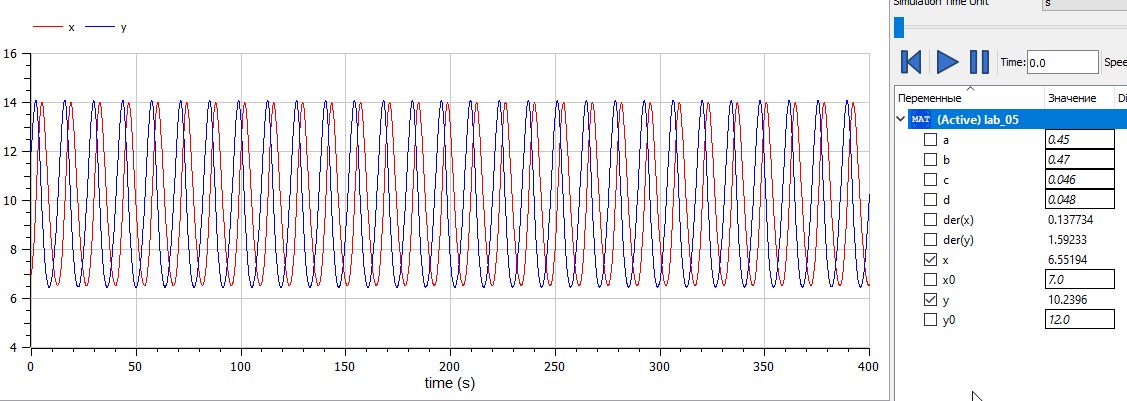 Simulation Time Unit s
x y
Time: 0.0 Spee
Переменные Значение Di
MAT (Active) lab_05
a 0.45
b 0.47
c 0.046
d 0.048
der(x) 0.137734
der(y) 1.59233
x 6.55194
x0 7.0
y 10.2396
y0 12.0
16
14
12
10
8
6
4
0 50 100 150 200 250 300 350 400
time (s)